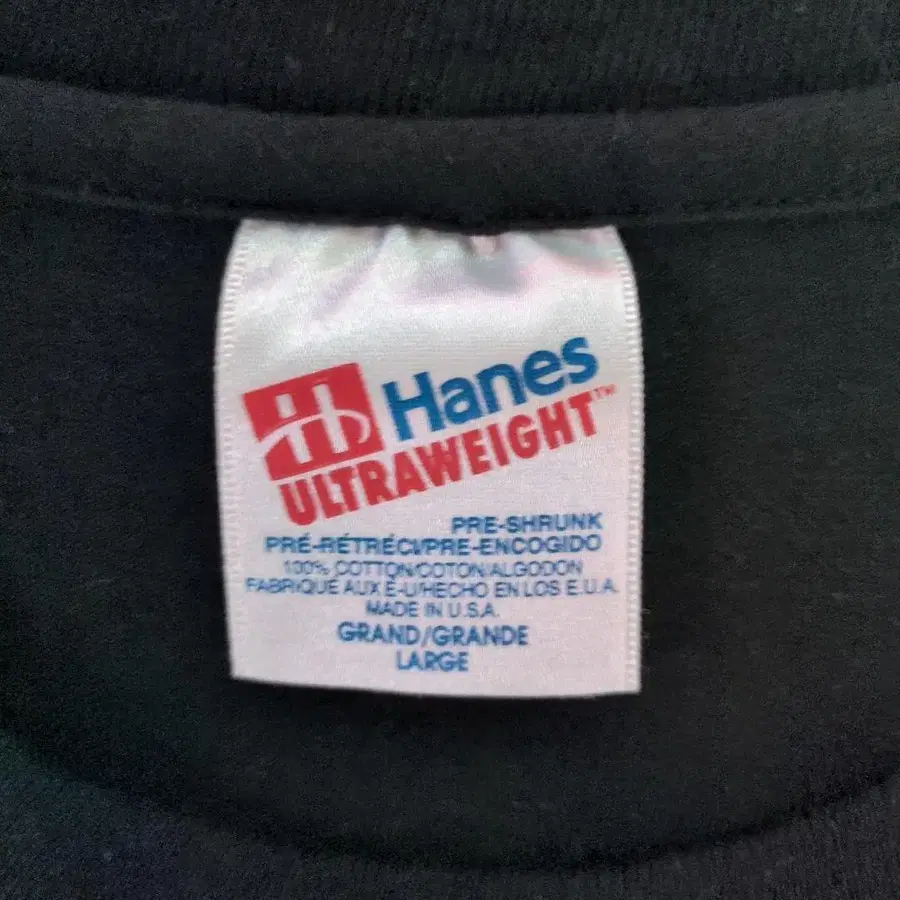 Hanes
ULTRAWEIGHT™
PRE-SHRUNK
PRÉ-RÉTRÉCI/PRE-ENCOGIDO
100% COTTON/COTON/ALGODON
FABRIQUÉ AUX É-U/HECHO EN LOS E.U.A.
MADE IN U.S.A.
GRAND/GRANDE
LARGE